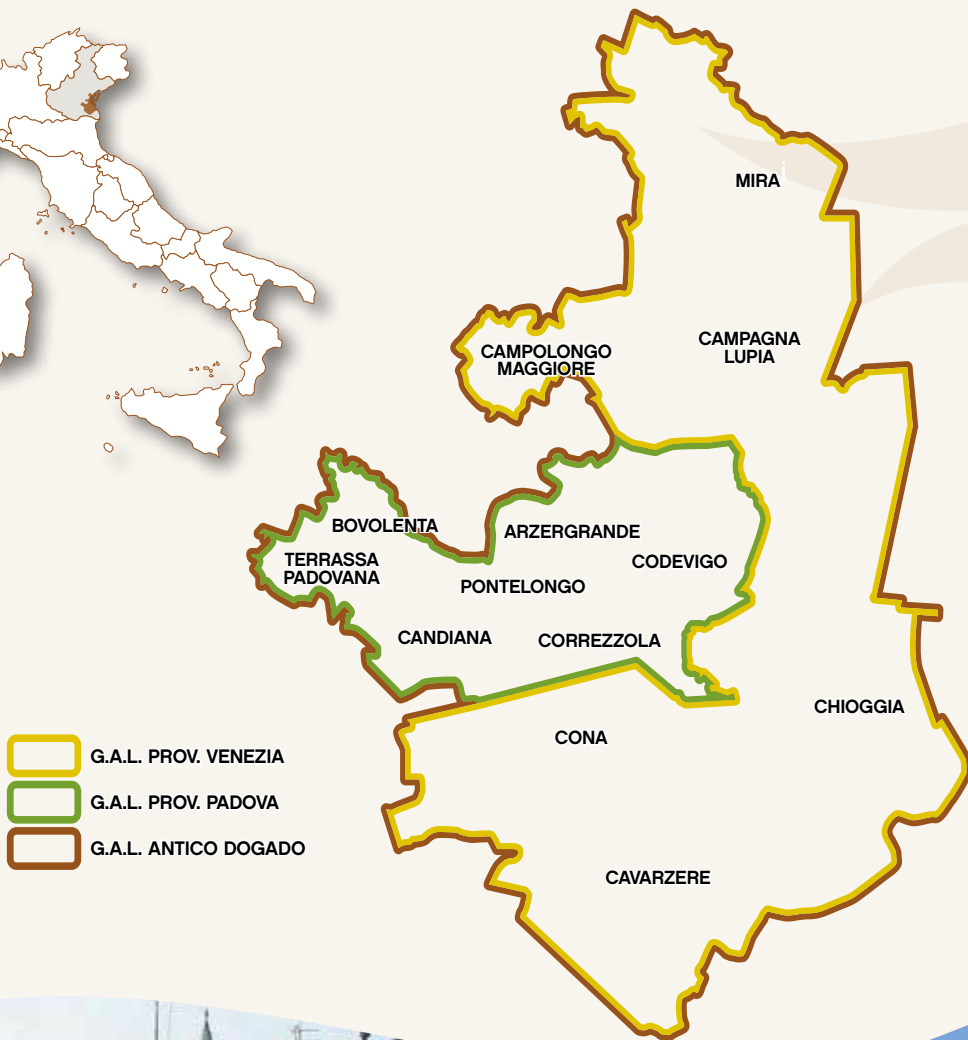 MIRA
CAMPAGNA
LUPIA
CAMPOLONGO
MAGGIORE
BOVOLENTA
ARZERGRANDE
TERRASSA
PADOVANA
CODEVIGO
PONTELONGO
CANDIANA
CORREZZOLA
CHIOGGIA
CONA
CAVARZERE
G.A.L. PROV. VENEZIA
G.A.L. PROV. PADOVA
G.A.L. ANTICO DOGADO